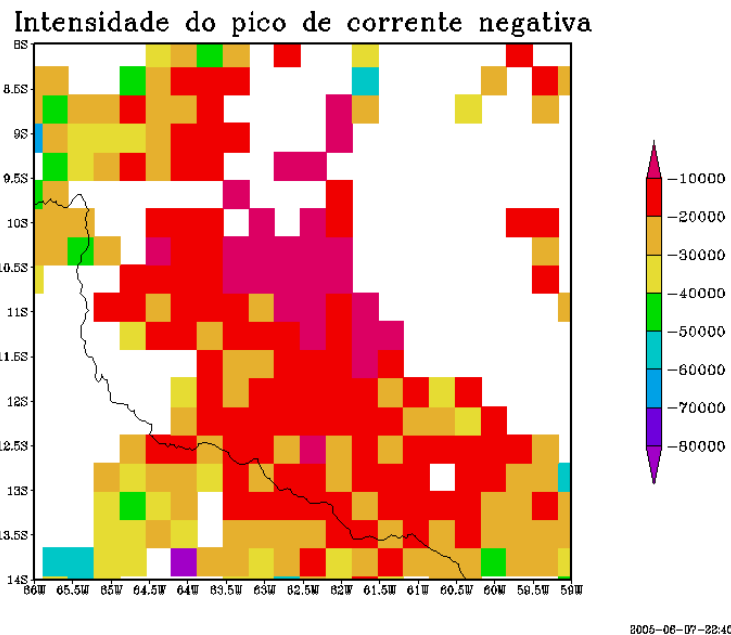 Intensidade do pico de corrente negativa
8S
8.5S
9S
9.5S
10S
10.5S
11S
11.5S
12S
12.5S
13S
13.5S
14S
66W 65.5W 65W 64.5W 64W 63.5W 63W 62.5W 62W 61.5W 61W 60.5W 60W 59.5W 59W
-10000
-20000
-30000
-40000
-50000
-60000
-70000
-80000
2005-06-07-22:40